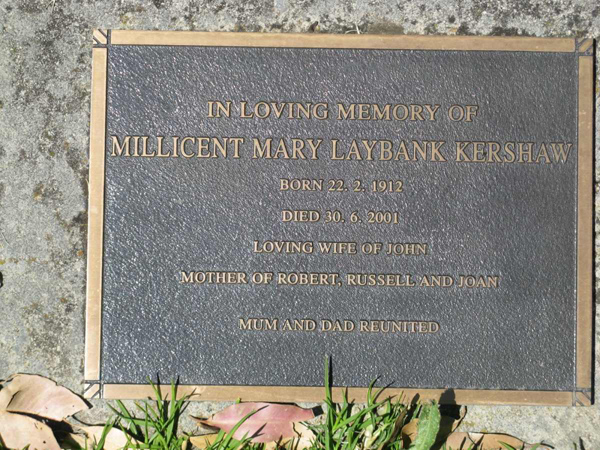 IN LOVING MEMORY OF
MILLICENT MARY LAYBANK KERSHAW
BORN 22. 2. 1912
DIED 30. 6. 2001
LOVING WIFE OF JOHN
MOTHER OF ROBERT, RUSSELL AND JOAN
MUM AND DAD REUNITED